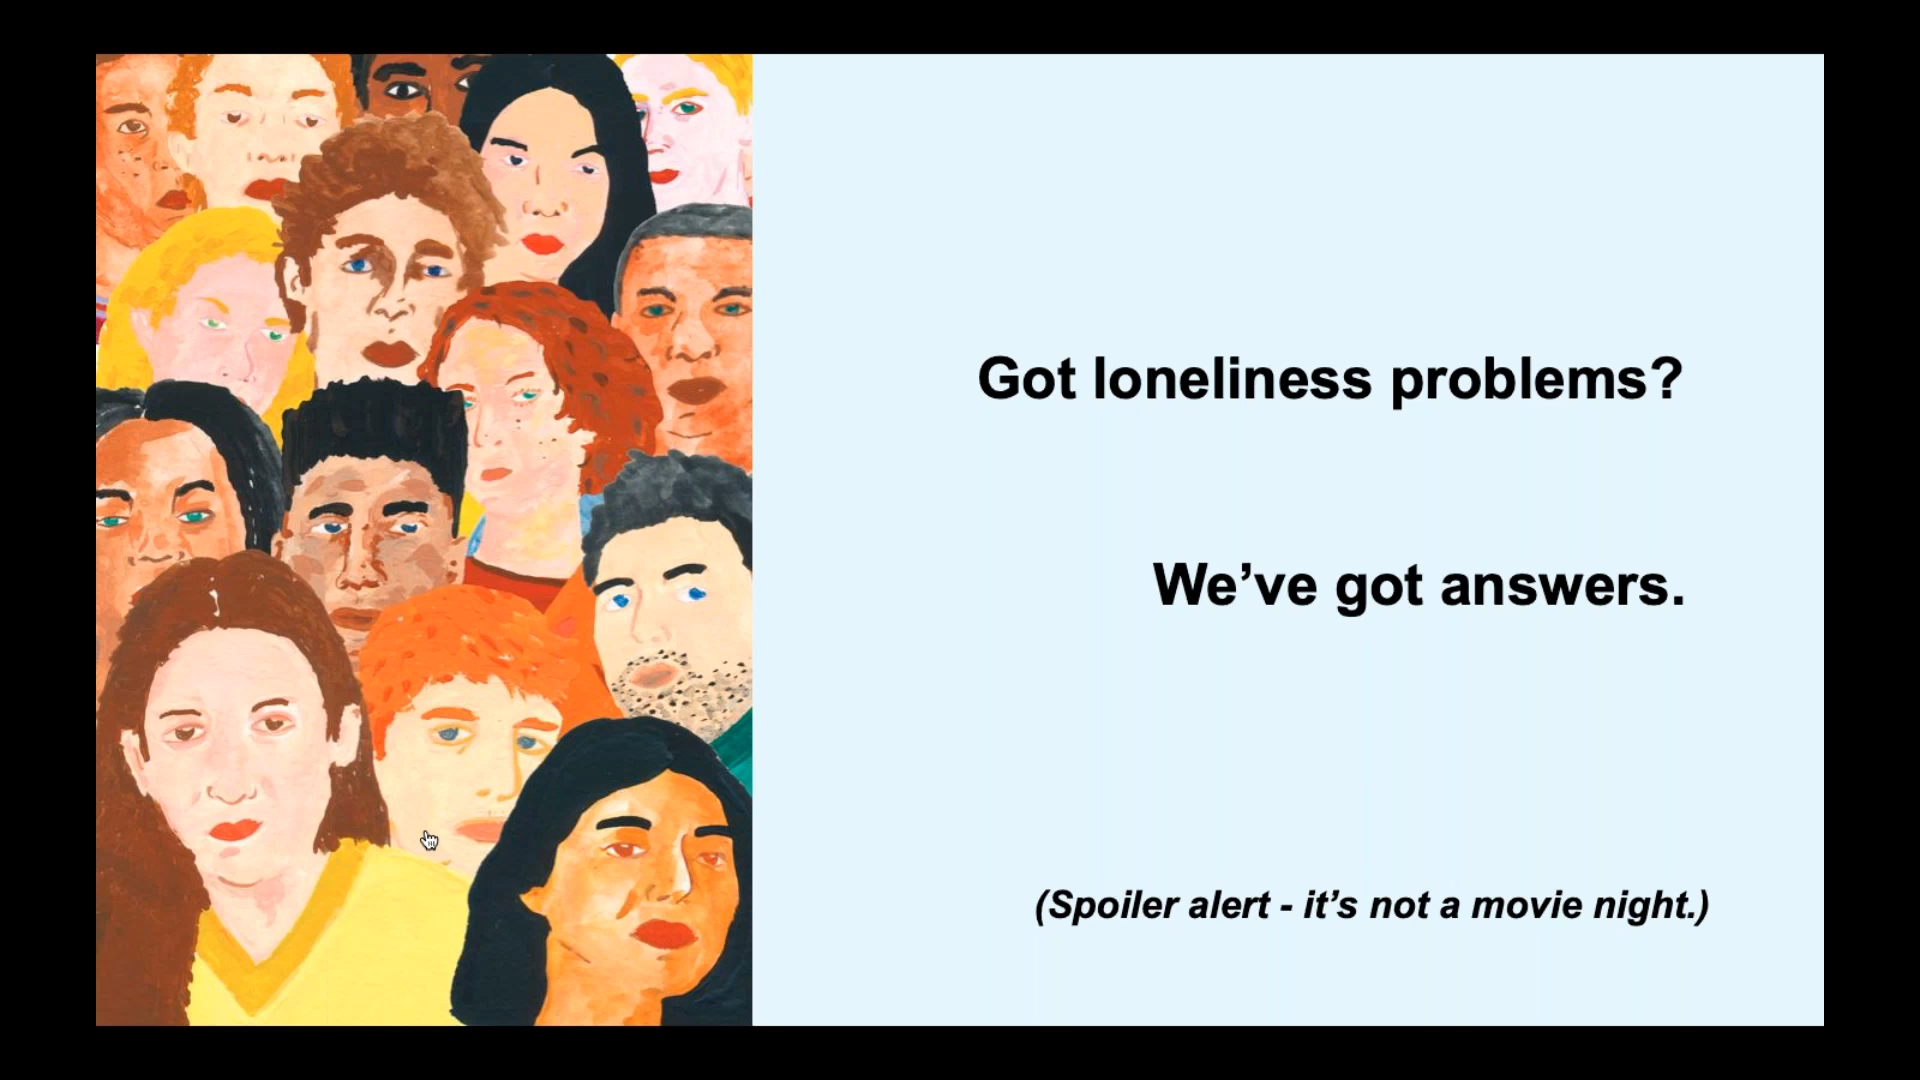 Got loneliness problems?
We’ve got answers.
(Spoiler alert - it’s not a movie night.)